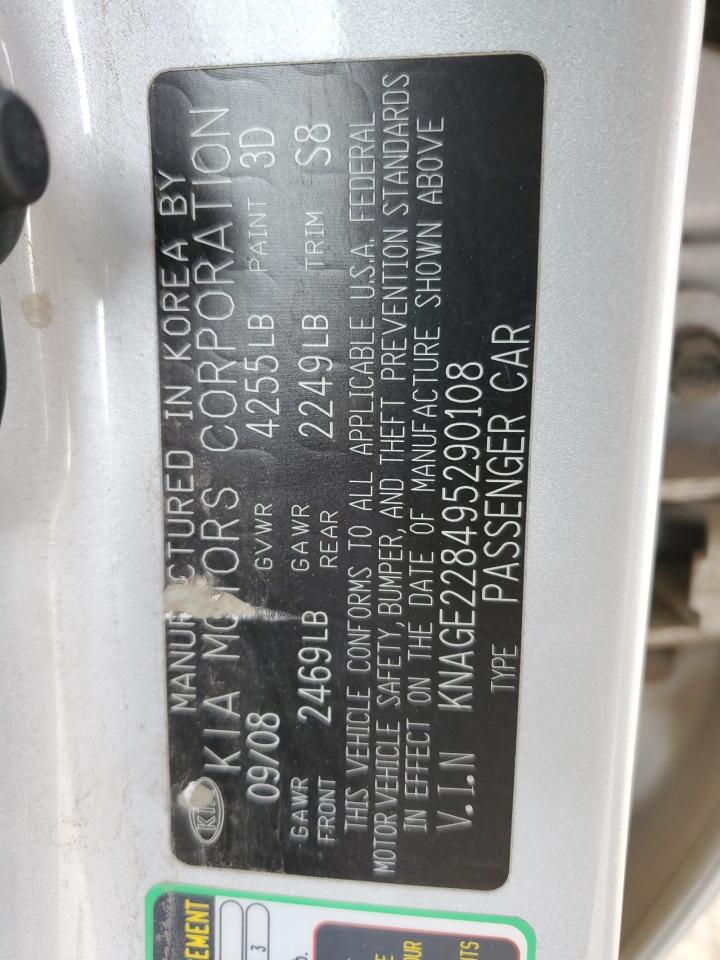 MANUFACTURED IN KOREA BY
KIA MOTORS CORPORATION
09/08 GVWR 4255LB PAINT 3D
GAWR FRONT 2469LB GAWR REAR 2249LB TRIM S8
THIS VEHICLE CONFORMS TO ALL APPLICABLE U.S.A. FEDERAL
MOTOR VEHICLE SAFETY, BUMPER, AND THEFT PREVENTION STANDARDS
IN EFFECT ON THE DATE OF MANUFACTURE SHOWN ABOVE
V.I.N KNAGE228495290108
TYPE PASSENGER CAR
EMENT
3